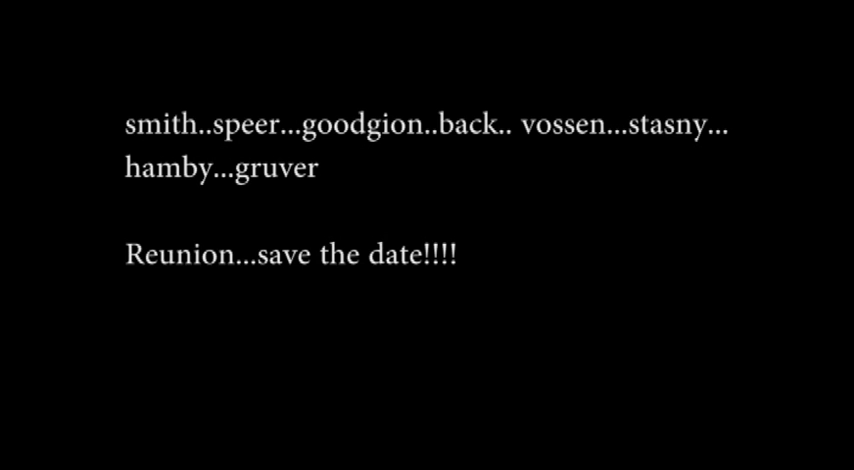 smith..speer...goodgion..back.. vossen...stasny...
hamby...gruver
Reunion...save the date!!!!